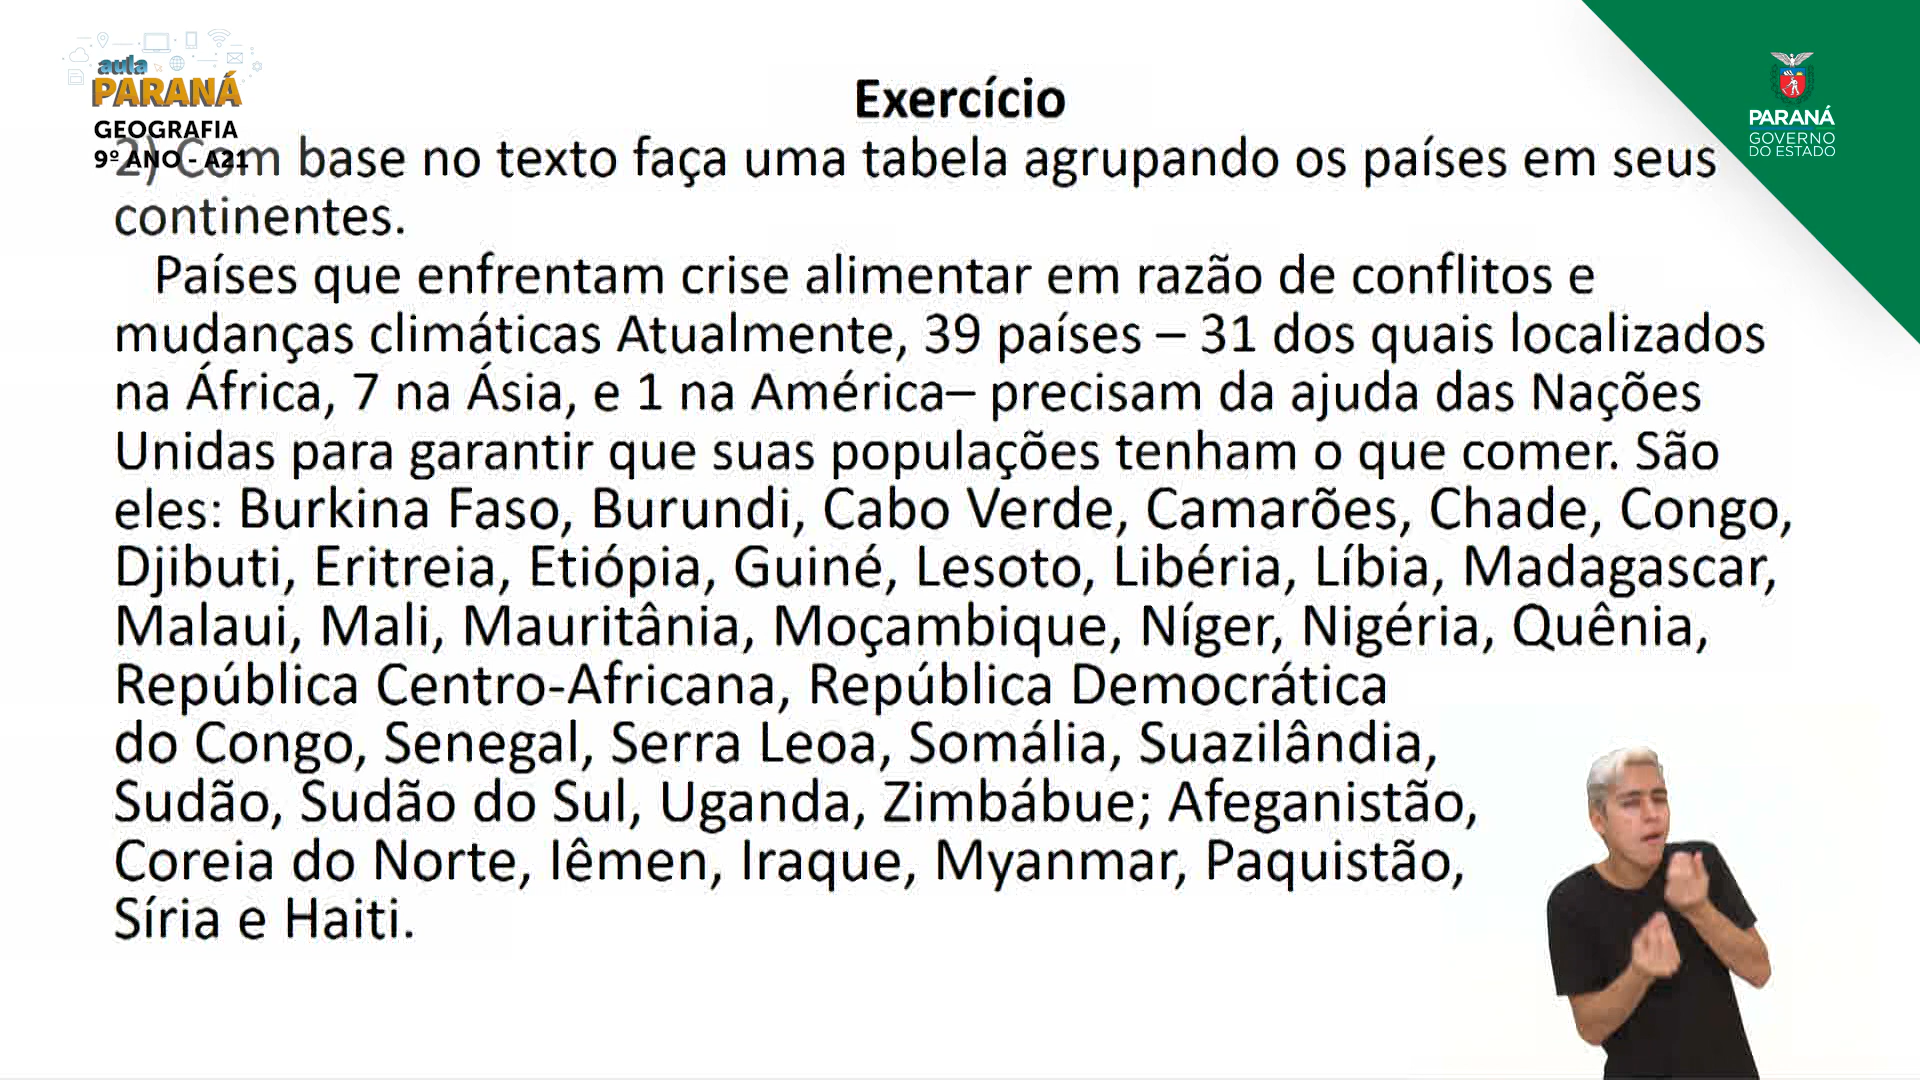 aula
PARANÁ
GEOGRAFIA
9º ANO - A21
PARANÁ
GOVERNO
DO ESTADO
Exercício
2) Com base no texto faça uma tabela agrupando os países em seus
continentes.
Países que enfrentam crise alimentar em razão de conflitos e
mudanças climáticas Atualmente, 39 países – 31 dos quais localizados
na África, 7 na Ásia, e 1 na América– precisam da ajuda das Nações
Unidas para garantir que suas populações tenham o que comer. São
eles: Burkina Faso, Burundi, Cabo Verde, Camarões, Chade, Congo,
Djibuti, Eritreia, Etiópia, Guiné, Lesoto, Libéria, Líbia, Madagascar,
Malaui, Mali, Mauritânia, Moçambique, Níger, Nigéria, Quênia,
República Centro-Africana, República Democrática
do Congo, Senegal, Serra Leoa, Somália, Suazilândia,
Sudão, Sudão do Sul, Uganda, Zimbábue; Afeganistão,
Coreia do Norte, Iêmen, Iraque, Myanmar, Paquistão,
Síria e Haiti.